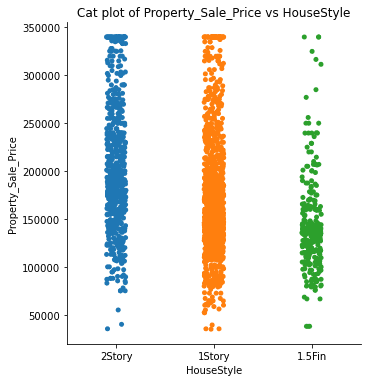 Cat plot of Property_Sale_Price vs HouseStyle
350000
300000
250000
200000
150000
100000
50000
Property_Sale_Price
2Story 1Story 1.5Fin
HouseStyle